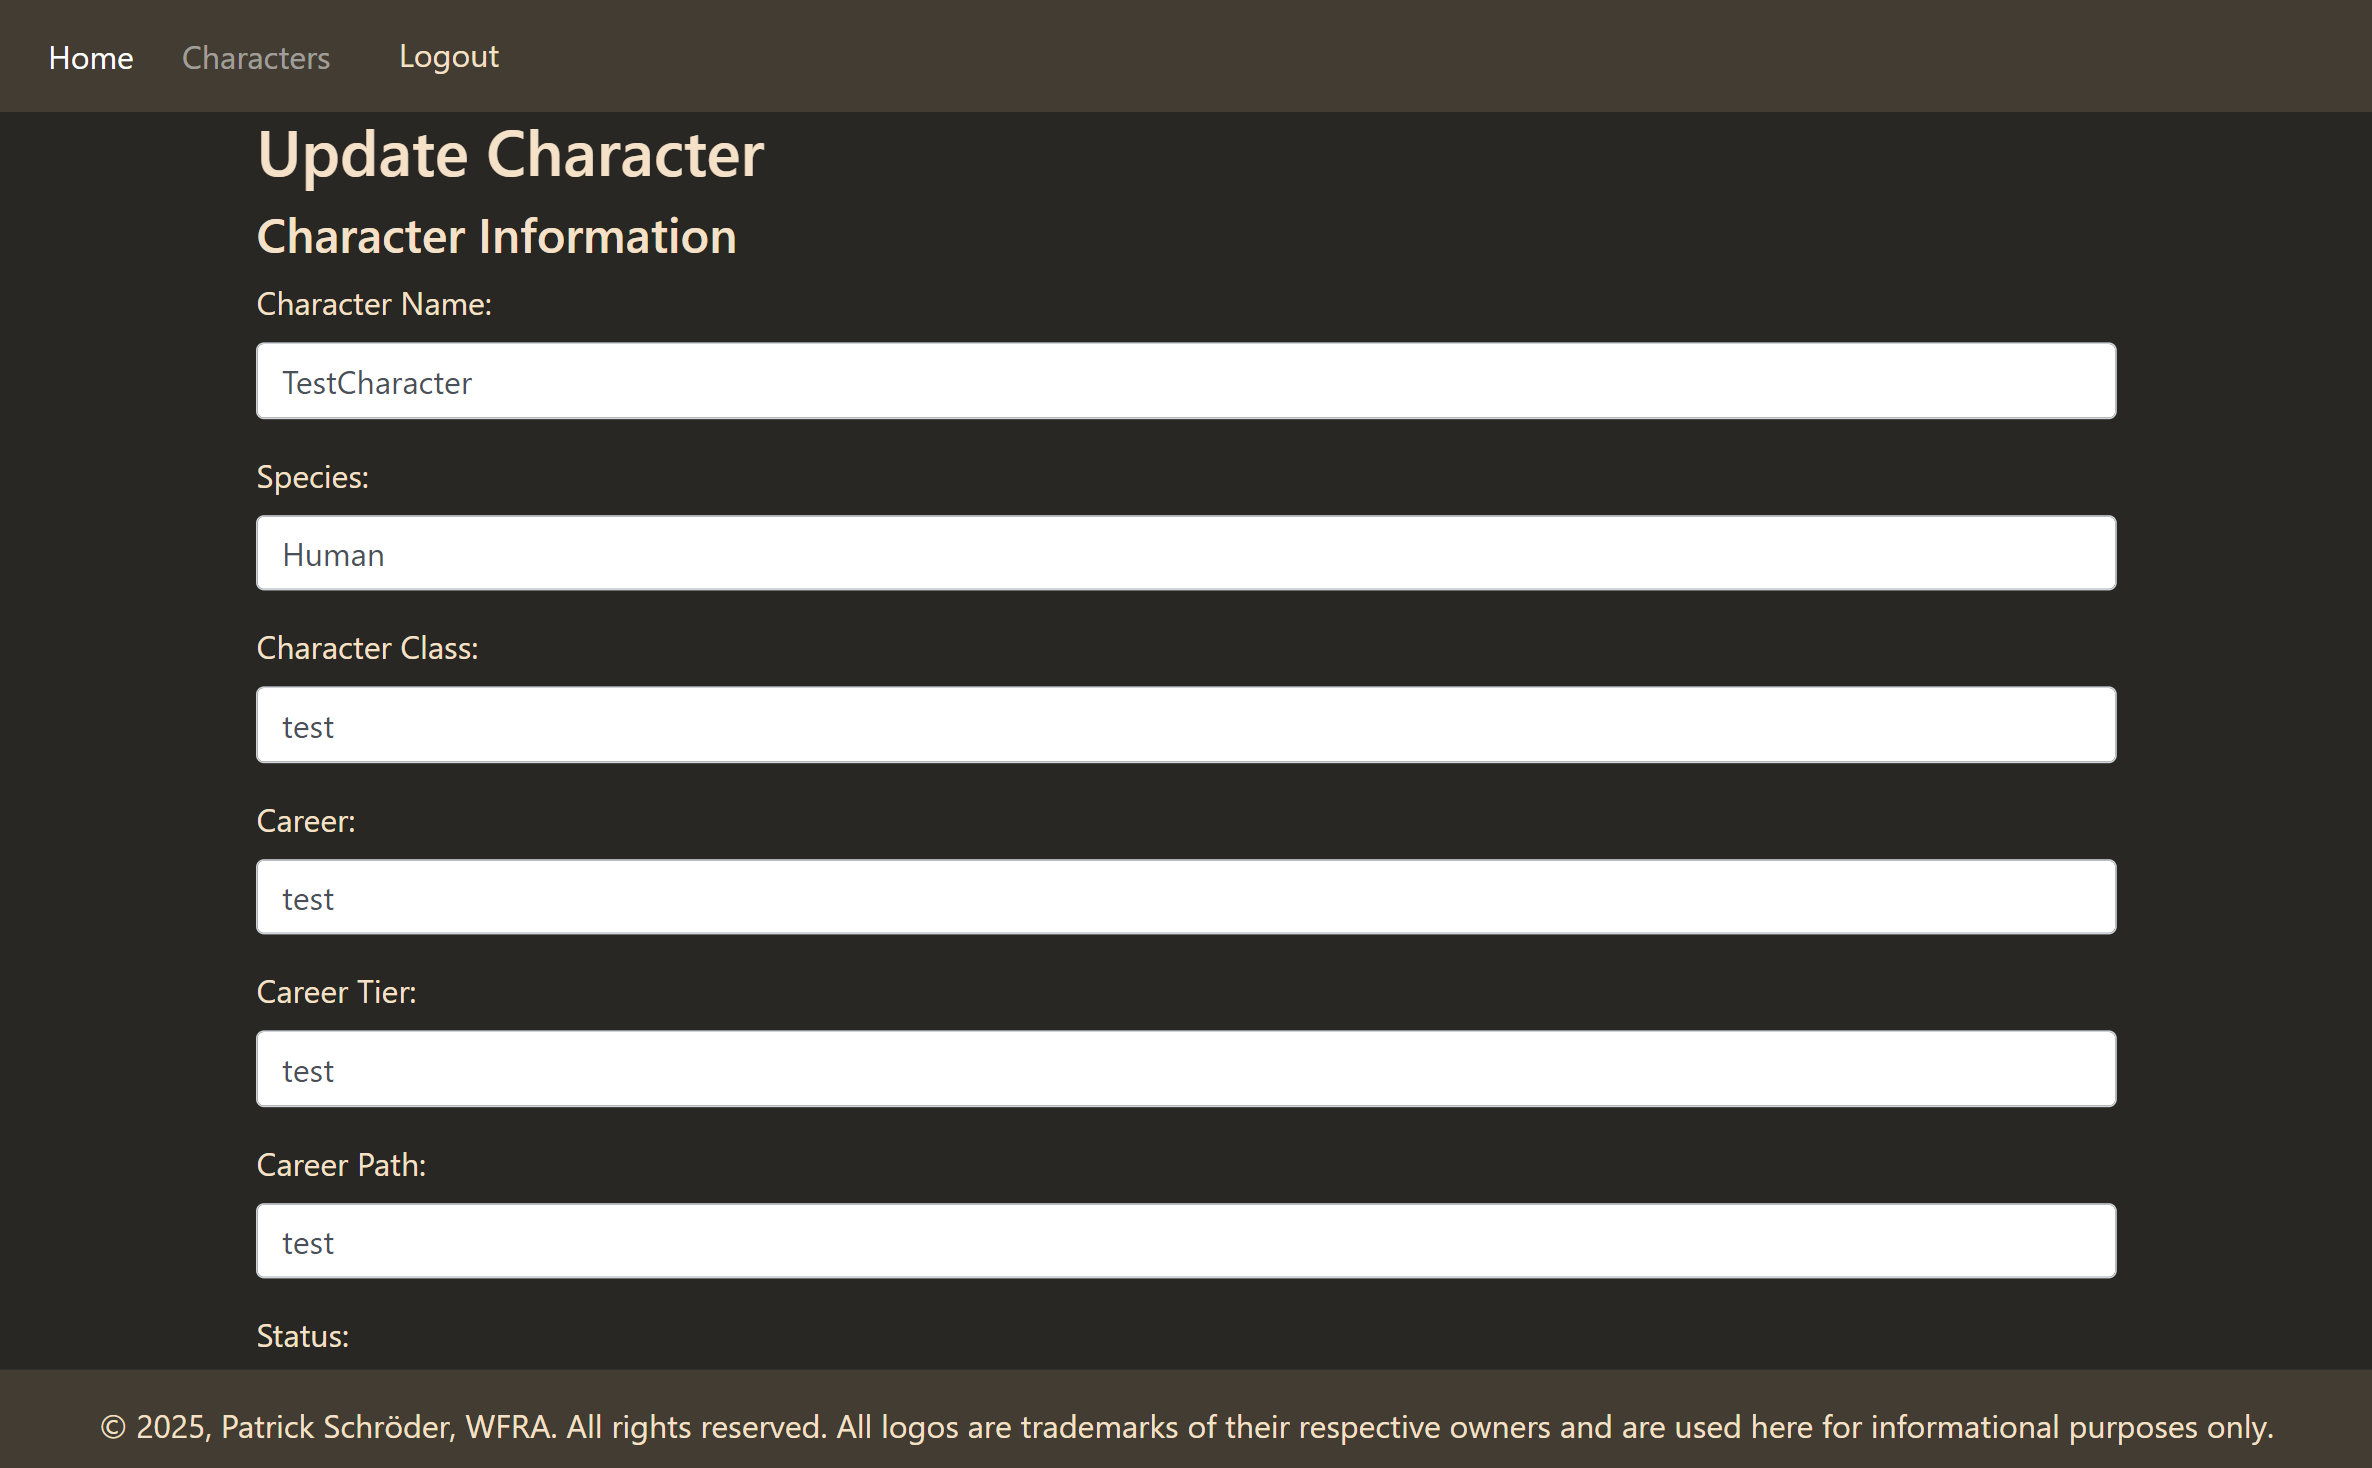 Home Characters Logout
Update Character
Character Information
Character Name:
TestCharacter
Species:
Human
Character Class:
test
Career:
test
Career Tier:
test
Career Path:
test
Status:
© 2025, Patrick Schröder, WFRA. All rights reserved. All logos are trademarks of their respective owners and are used here for informational purposes only.